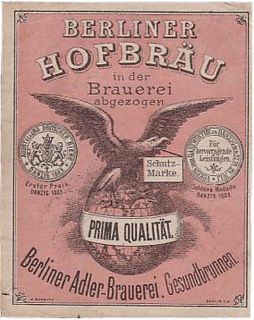 BERLINER
HOFBRÄU
in der
Brauerei
abgezogen
Für
hervorragende
Leistungen.
Schutz-
Marke.
Erster Preis.
DANZIG 1883.
Goldene Medaille
DANZIG 1883.
PRIMA QUALITÄT.
Berliner Adler-Brauerei. Gesundbrunnen.